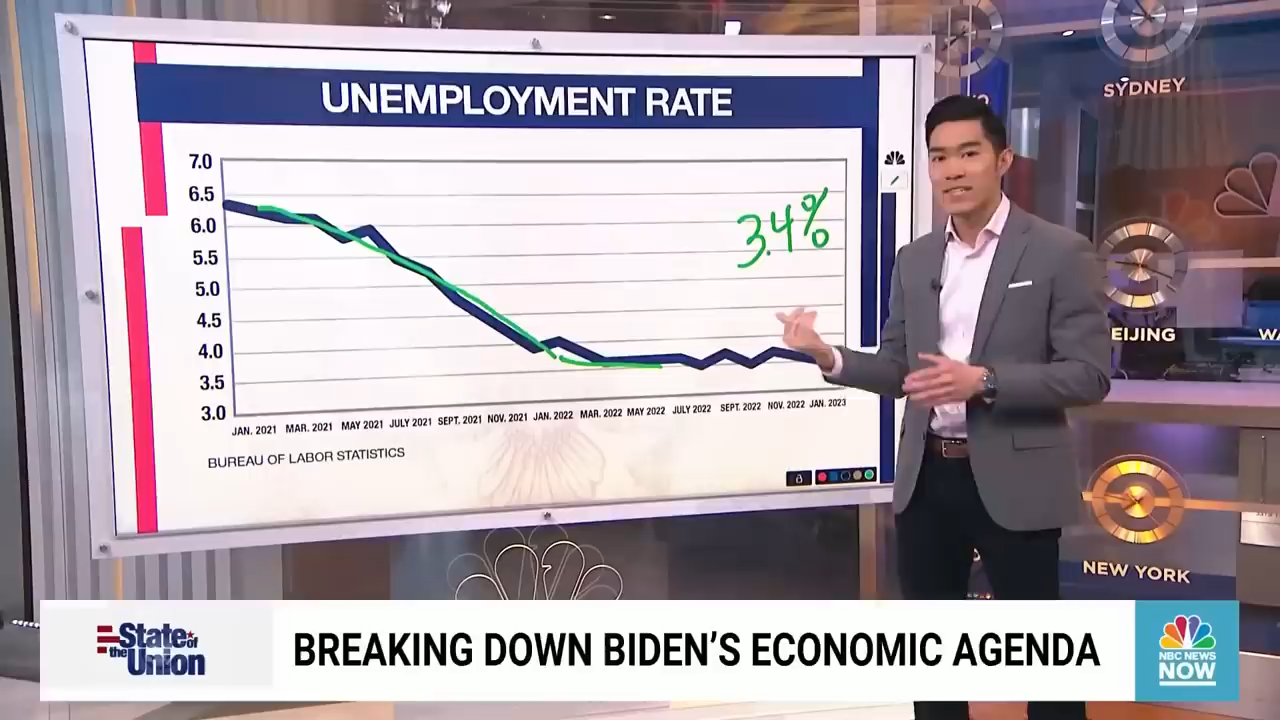 UNEMPLOYMENT RATE
7.0
6.5
6.0
5.5
5.0
4.5
4.0
3.5
3.0
3.4%
JAN. 2021 MAR. 2021 MAY 2021 JULY 2021 SEPT. 2021 NOV. 2021 JAN. 2022 MAR. 2022 MAY 2022 JULY 2022 SEPT. 2022 NOV. 2022 JAN. 2023
BUREAU OF LABOR STATISTICS
SYDNEY
EIJING
NEW YORK
State of
the Union
BREAKING DOWN BIDEN'S ECONOMIC AGENDA
NBC NEWS
NOW